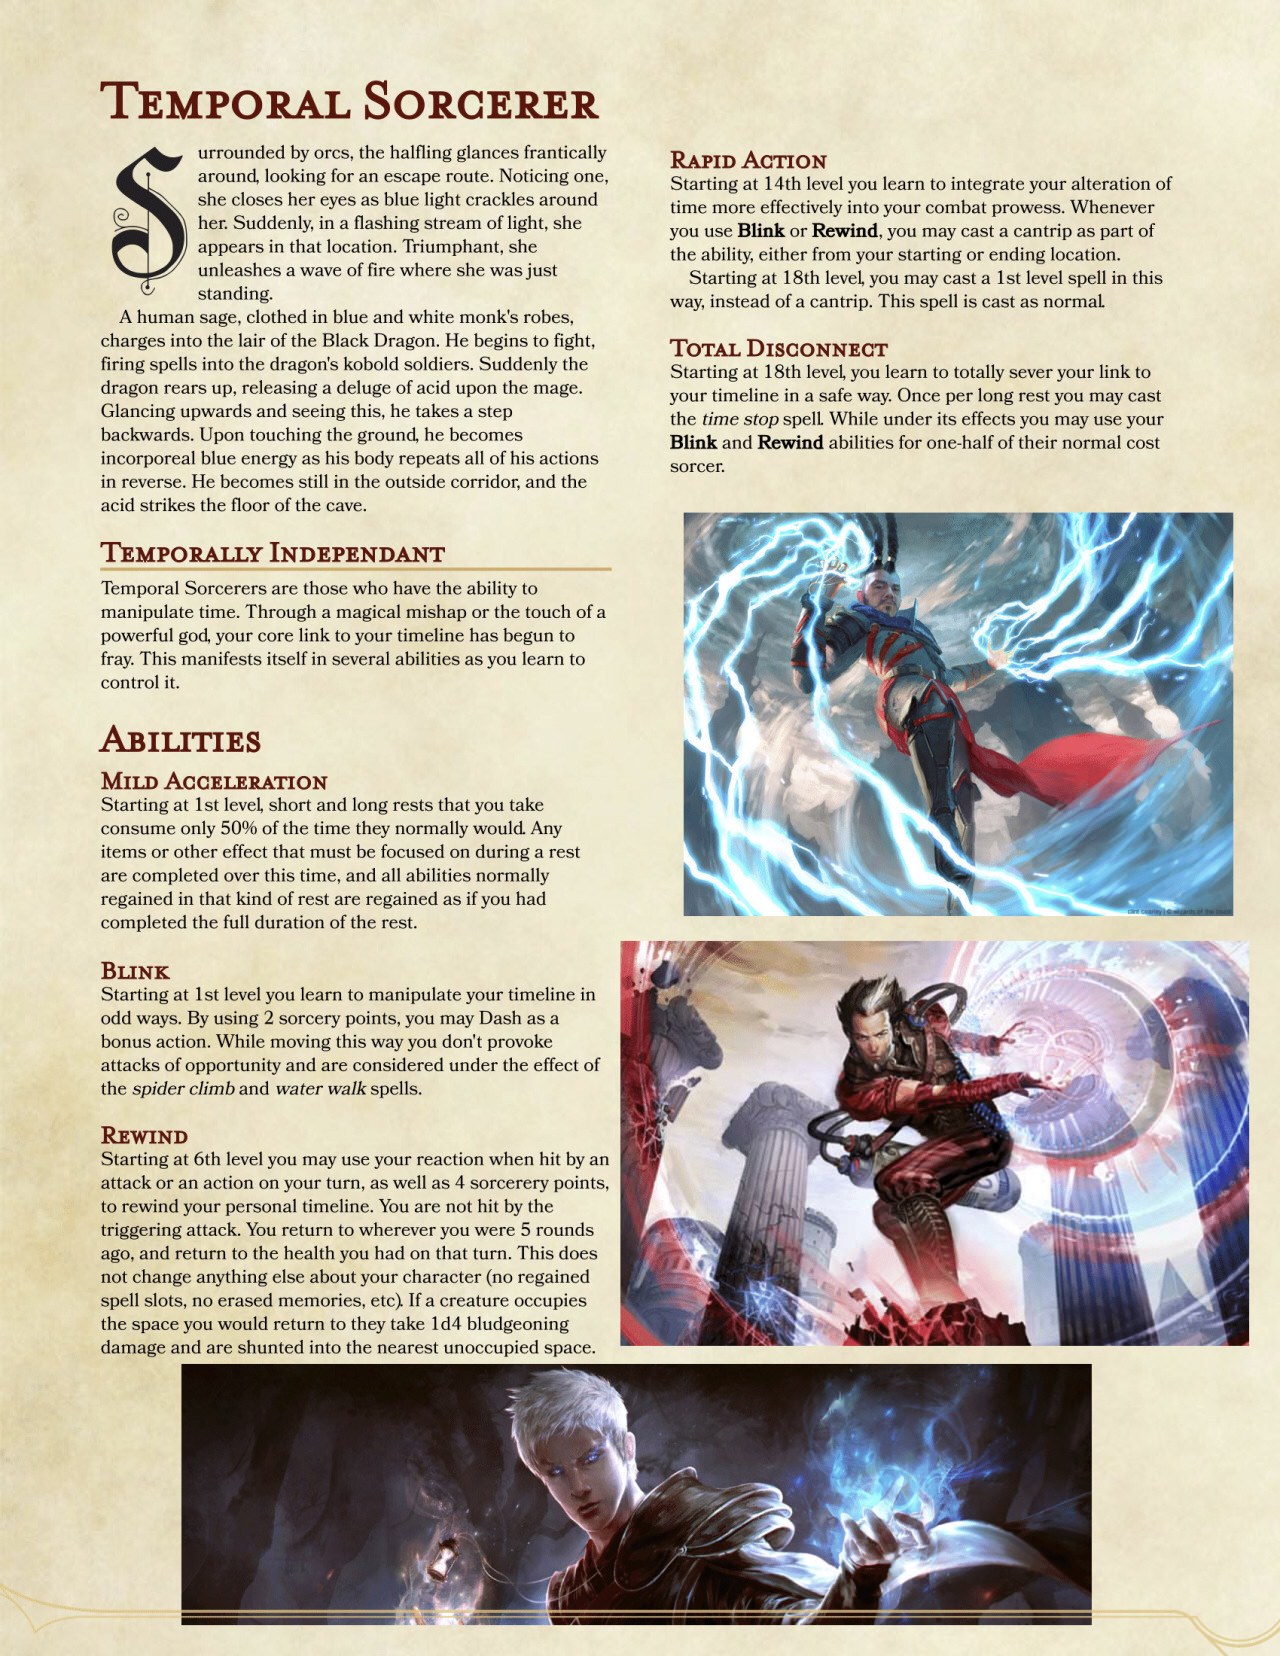 Temporal Sorcerer
Surrounded by orcs, the halfling glances frantically
around, looking for an escape route. Noticing one,
she closes her eyes as blue light crackles around
her. Suddenly, in a flashing stream of light, she
appears in that location. Triumphant, she
unleashes a wave of fire where she was just
standing.
A human sage, clothed in blue and white monk's robes,
charges into the lair of the Black Dragon. He begins to fight,
firing spells into the dragon's kobold soldiers. Suddenly the
dragon rears up, releasing a deluge of acid upon the mage.
Glancing upwards and seeing this, he takes a step
backwards. Upon touching the ground, he becomes
incorporeal blue energy as his body repeats all of his actions
in reverse. He becomes still in the outside corridor, and the
acid strikes the floor of the cave.
Temporally Independant
Temporal Sorcerers are those who have the ability to
manipulate time. Through a magical mishap or the touch of a
powerful god, your core link to your timeline has begun to
fray. This manifests itself in several abilities as you learn to
control it.
Abilities
Mild Acceleration
Starting at 1st level, short and long rests that you take
consume only 50% of the time they normally would. Any
items or other effect that must be focused on during a rest
are completed over this time, and all abilities normally
regained in that kind of rest are regained as if you had
completed the full duration of the rest.
Blink
Starting at 1st level you learn to manipulate your timeline in
odd ways. By using 2 sorcery points, you may Dash as a
bonus action. While moving this way you don't provoke
attacks of opportunity and are considered under the effect of
the spider climb and water walk spells.
Rewind
Starting at 6th level you may use your reaction when hit by an
attack or an action on your turn, as well as 4 sorcerery points,
to rewind your personal timeline. You are not hit by the
triggering attack. You return to wherever you were 5 rounds
ago, and return to the health you had on that turn. This does
not change anything else about your character (no regained
spell slots, no erased memories, etc). If a creature occupies
the space you would return to they take 1d4 bludgeoning
damage and are shunted into the nearest unoccupied space.
Rapid Action
Starting at 14th level you learn to integrate your alteration of
time more effectively into your combat prowess. Whenever
you use Blink or Rewind, you may cast a cantrip as part of
the ability, either from your starting or ending location.
Starting at 18th level, you may cast a 1st level spell in this
way, instead of a cantrip. This spell is cast as normal.
Total Disconnect
Starting at 18th level, you learn to totally sever your link to
your timeline in a safe way. Once per long rest you may cast
the time stop spell. While under its effects you may use your
Blink and Rewind abilities for one-half of their normal cost
sorcer.